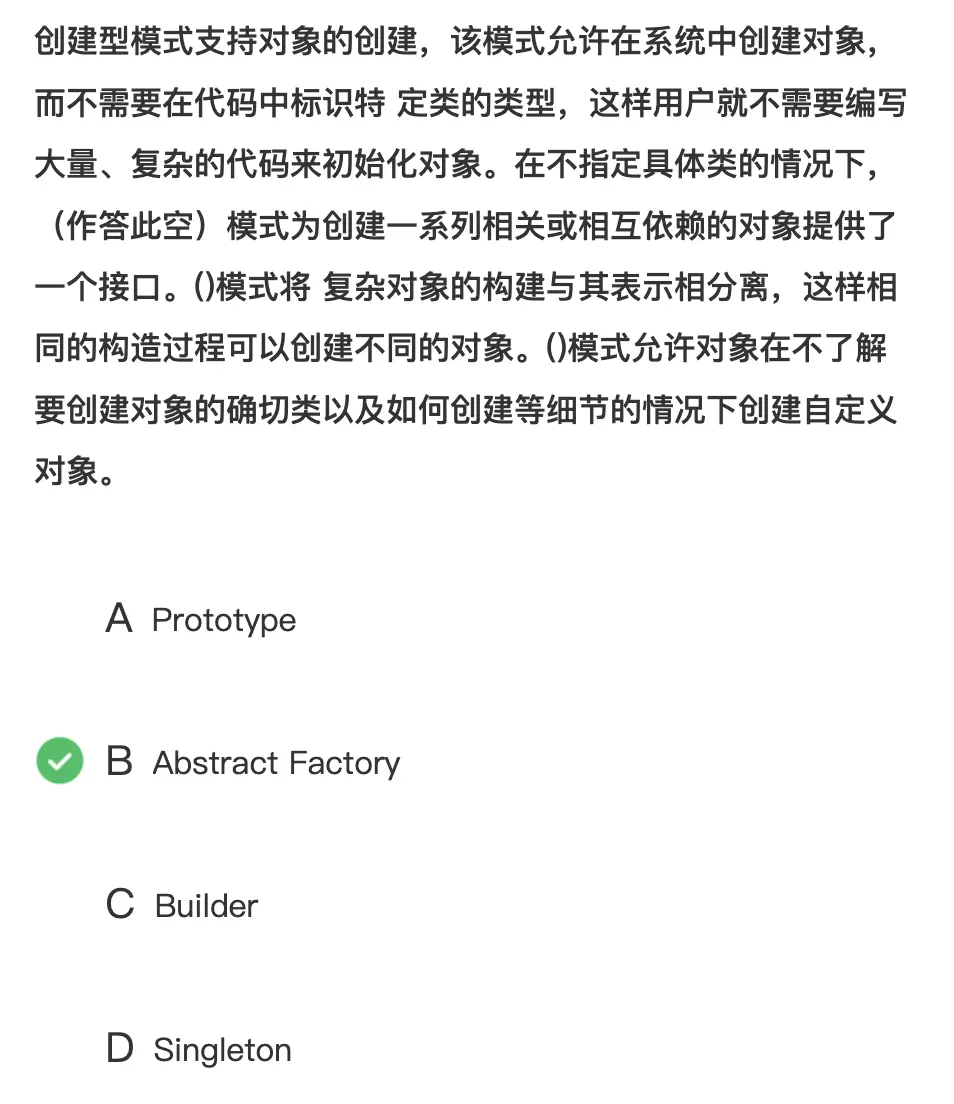 创建型模式支持对象的创建，该模式允许在系统中创建对象，
而不需要在代码中标识特 定类的类型，这样用户就不需要编写
大量、复杂的代码来初始化对象。在不指定具体类的情况下，
（作答此空）模式为创建一系列相关或相互依赖的对象提供了
一个接口。()模式将 复杂对象的构建与其表示相分离，这样相
同的构造过程可以创建不同的对象。()模式允许对象在不了解
要创建对象的确切类以及如何创建等细节的情况下创建自定义
对象。
A Prototype
B Abstract Factory
C Builder
D Singleton